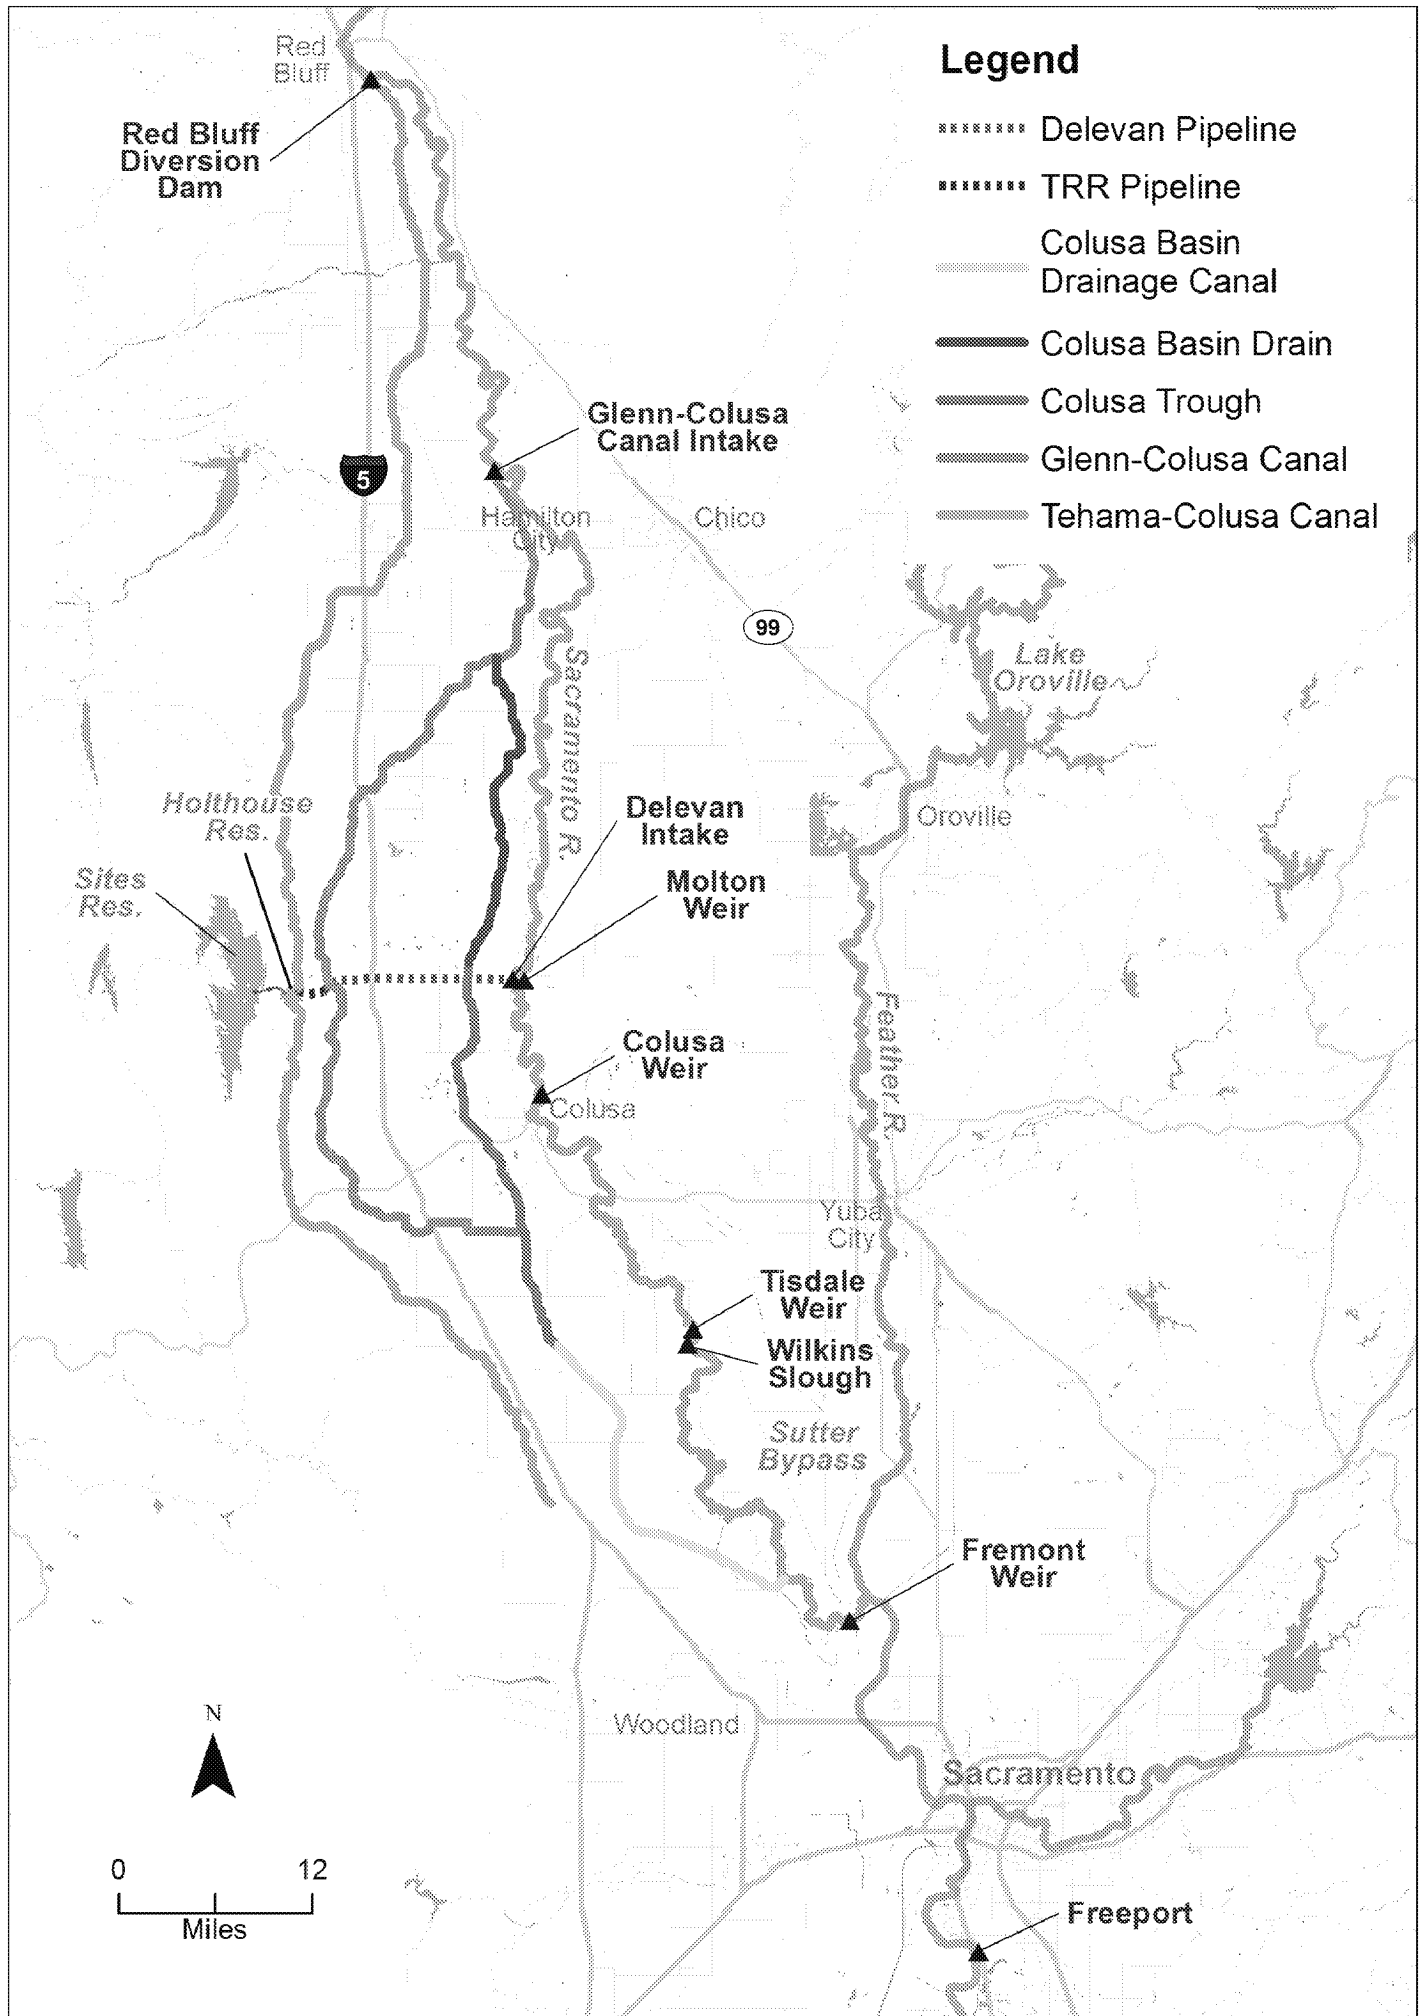 Red
Bluff
Legend
Delevan Pipeline
TRR Pipeline
Colusa Basin
Drainage Canal
Colusa Basin Drain
Colusa Trough
Glenn-Colusa Canal
Tehama-Colusa Canal
Red Bluff
Diversion
Dam
Glenn-Colusa
Canal Intake
5
Hamilton
City
Chico
99
Lake
Oroville
Sacramento R.
Holthouse
Res.
Delevan
Intake
Oroville
Sites
Res.
Molton
Weir
Feather R.
Colusa
Weir
Colusa
Yuba
City
Tisdale
Weir
Wilkins
Slough
Sutter
Bypass
Fremont
Weir
N
Woodland
Sacramento
0 12
Miles
Freeport